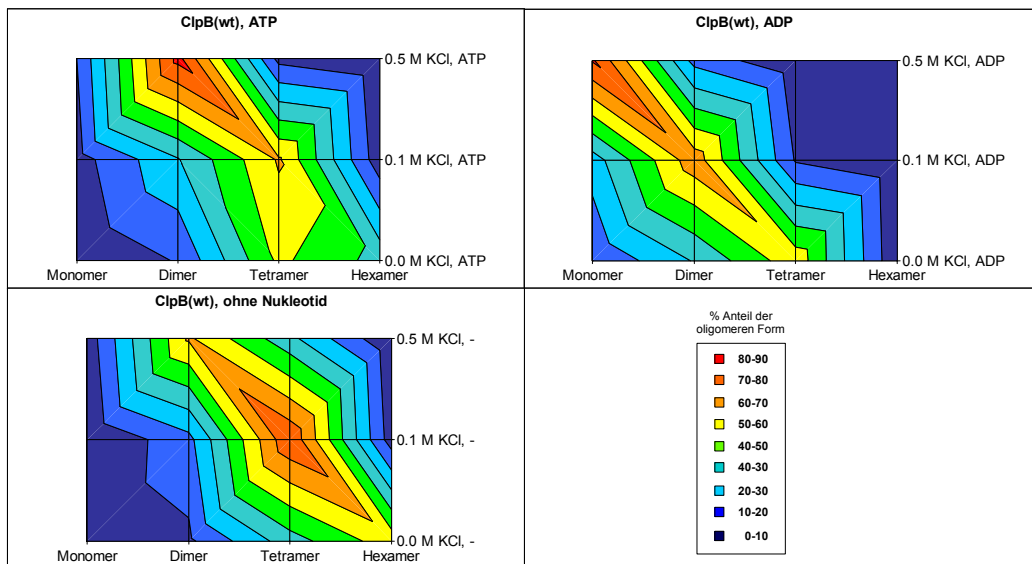 ClpB(wt), ATP
0.5 M KCl, ATP
0.1 M KCl, ATP
0.0 M KCl, ATP
Monomer Dimer Tetramer Hexamer
ClpB(wt), ADP
0.5 M KCl, ADP
0.1 M KCl, ADP
0.0 M KCl, ADP
Monomer Dimer Tetramer Hexamer
ClpB(wt), ohne Nukleotid
0.5 M KCl, -
0.1 M KCl, -
0.0 M KCl, -
Monomer Dimer Tetramer Hexamer
% Anteil der
oligomeren Form
80-90
70-80
60-70
50-60
40-50
40-30
20-30
10-20
0-10